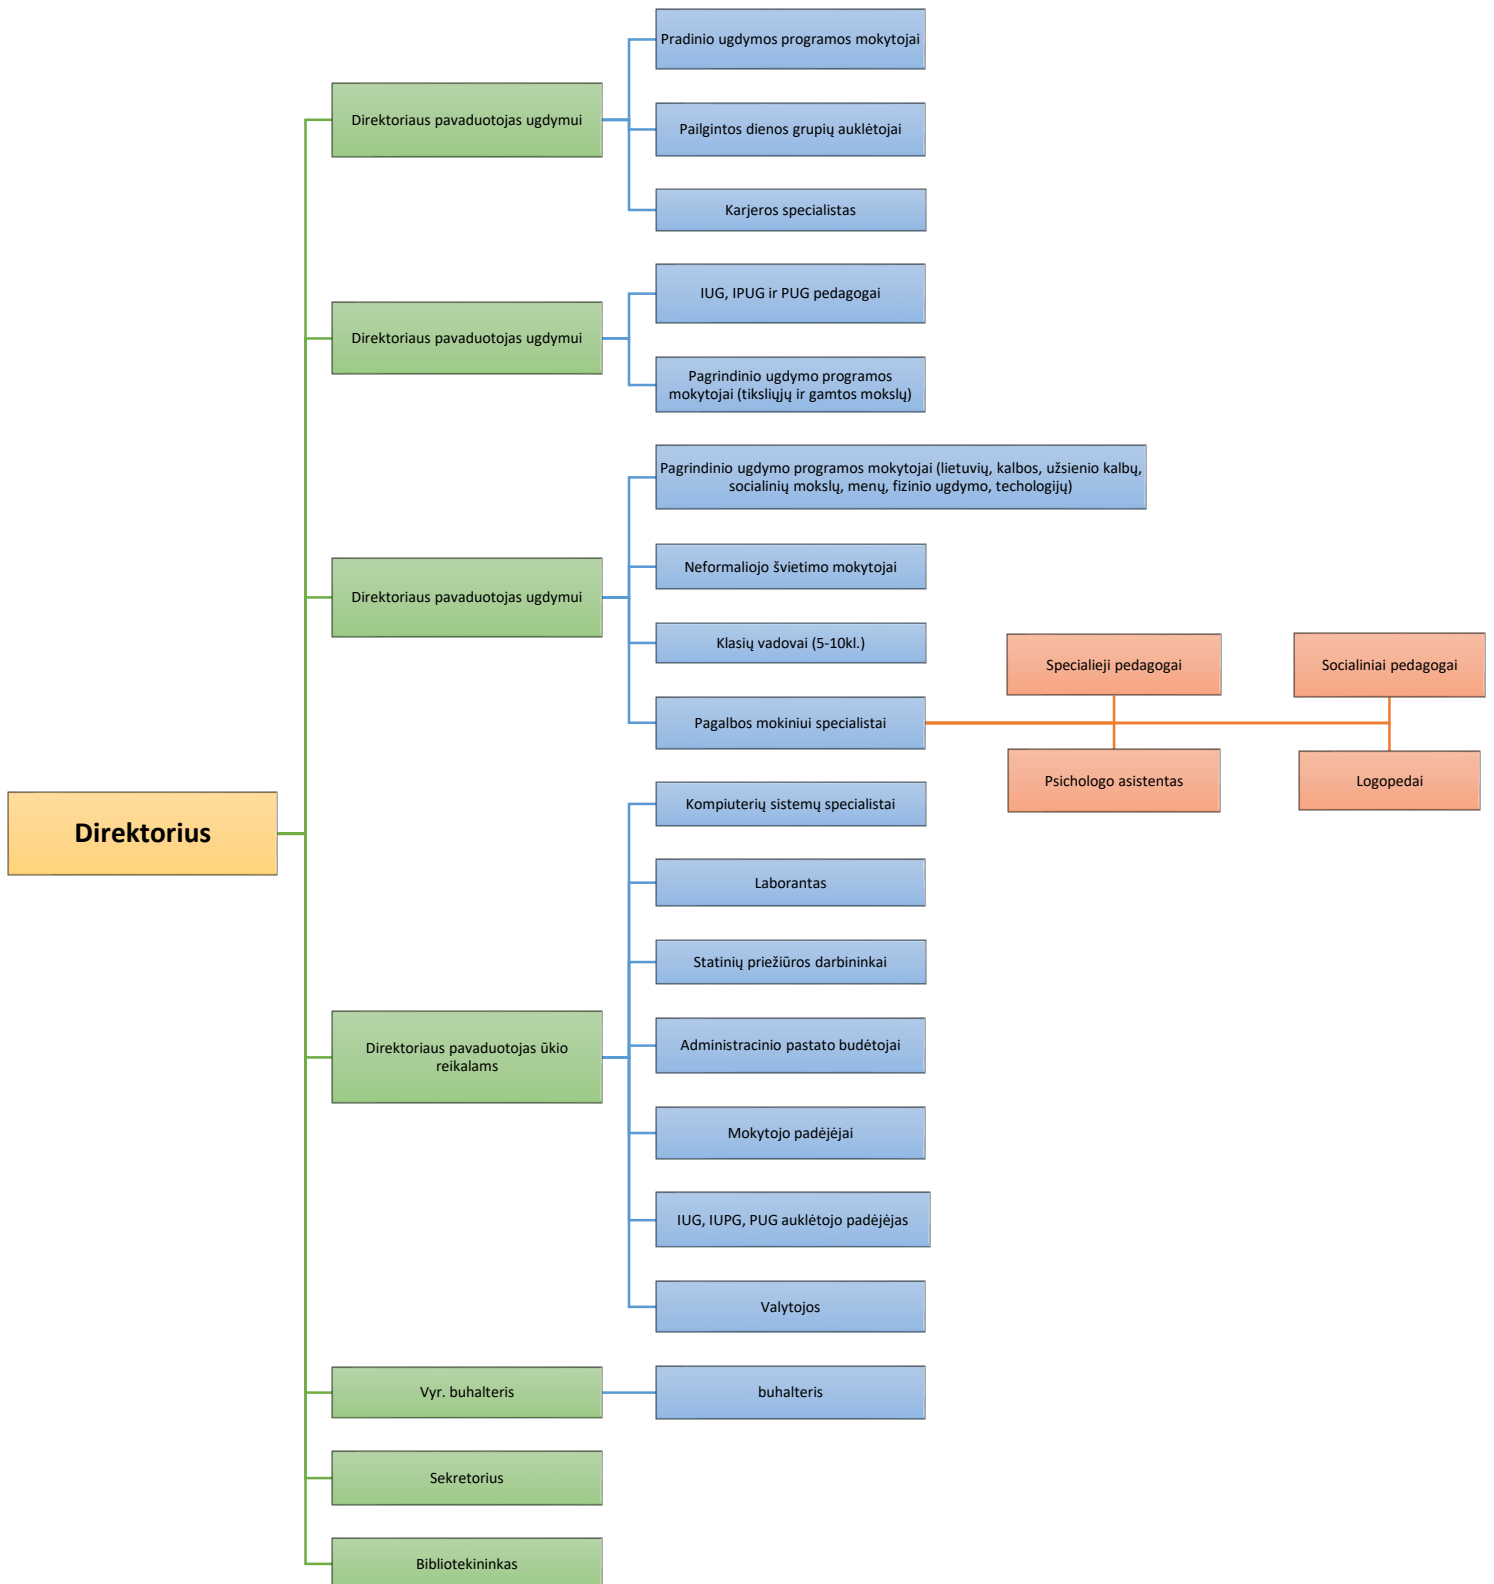 Pradinio ugdymos programos mokytojai
Direktoriaus pavaduotojas ugdymui
Pailgintos dienos grupių auklėtojai
Karjeros specialistas
IUG, IPUG ir PUG pedagogai
Direktoriaus pavaduotojas ugdymui
Pagrindinio ugdymo programos
mokytojai (tiksliųjų ir gamtos mokslų)
Pagrindinio ugdymo programos mokytojai (lietuvių, kalbos, užsienio kalbų,
socialinių mokslų, menų, fizinio ugdymo, techologijų)
Neformaliojo švietimo mokytojai
Direktoriaus pavaduotojas ugdymui
Klasių vadovai (5-10kl.)
Pagalbos mokiniui specialistai
Specialieji pedagogai
Socialiniai pedagogai
Psichologo asistentas
Logopedai
Direktorius
Kompiuterių sistemų specialistai
Laborantas
Statinių priežiūros darbininkai
Direktoriaus pavaduotojas ūkio
reikalams
Administracinio pastato budėtojai
Mokytojo padėjėjai
IUG, IUPG, PUG auklėtojo padėjėjas
Valytojos
Vyr. buhalteris
buhalteris
Sekretorius
Bibliotekininkas